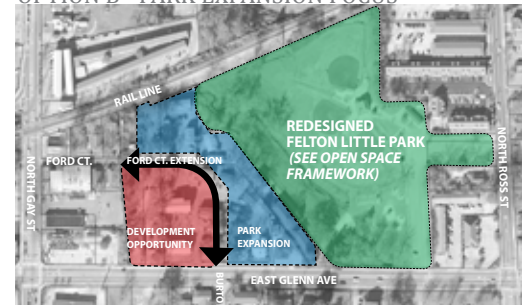 OPTION B - PARK EXPANSION FOCUS
RAIL LINE
REDESIGNED
FELTON LITTLE PARK
(SEE OPEN SPACE
FRAMEWORK)
NORTH GAY ST
NORTH ROSS ST
FORD CT.
FORD CT. EXTENSION
DEVELOPMENT
OPPORTUNITY
PARK
EXPANSION
EAST GLENN AVE
BURTO